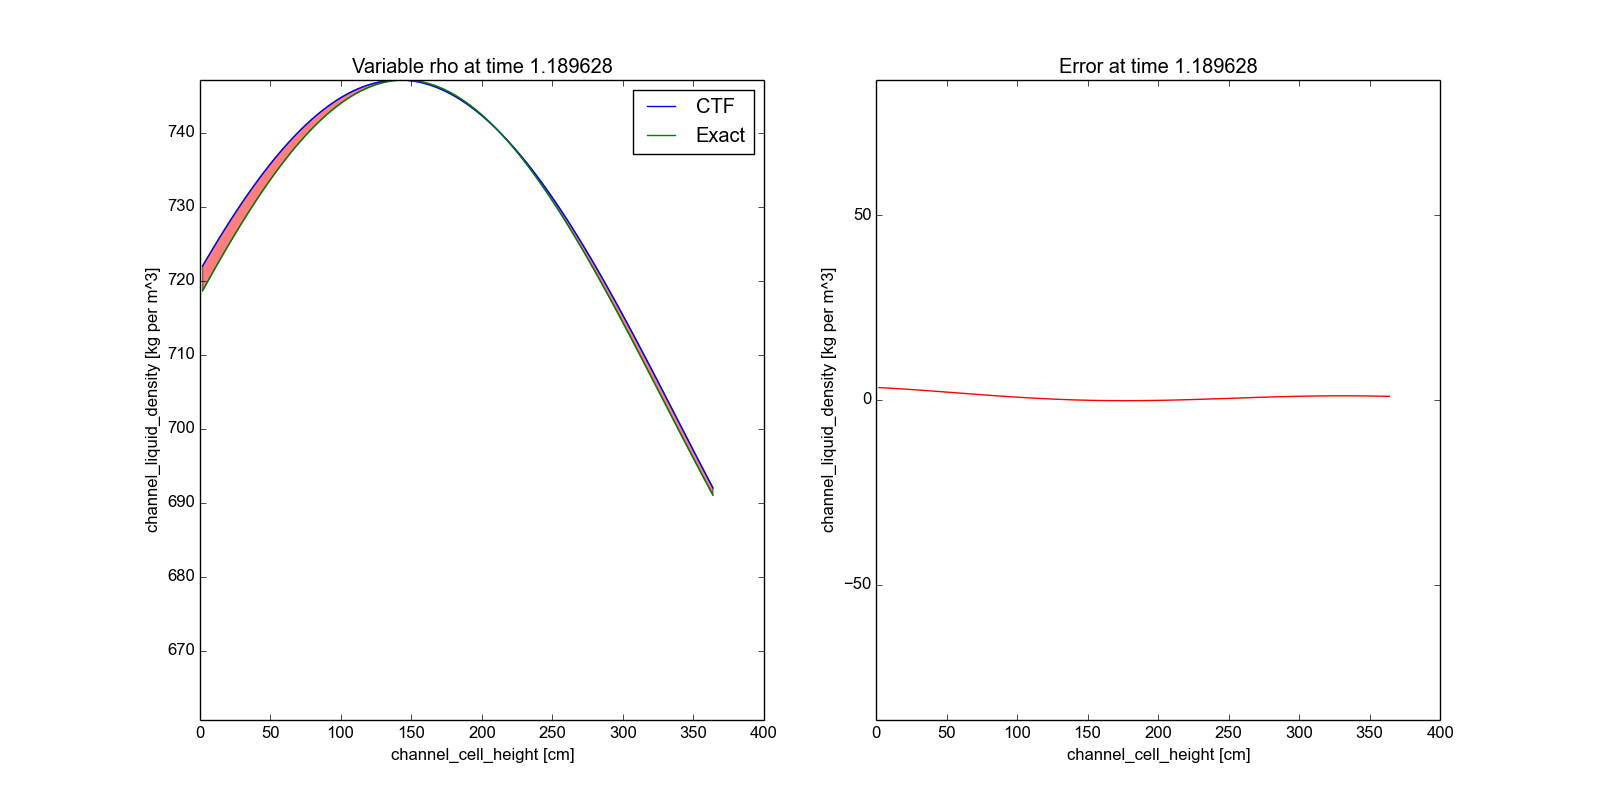 Variable rho at time 1.189628
CTF
Exact
740
730
720
710
700
690
680
670
channel_liquid_density [kg per m^3]
0 50 100 150 200 250 300 350 400
channel_cell_height [cm]
Error at time 1.189628
50
0
−50
channel_liquid_density [kg per m^3]
0 50 100 150 200 250 300 350 400
channel_cell_height [cm]